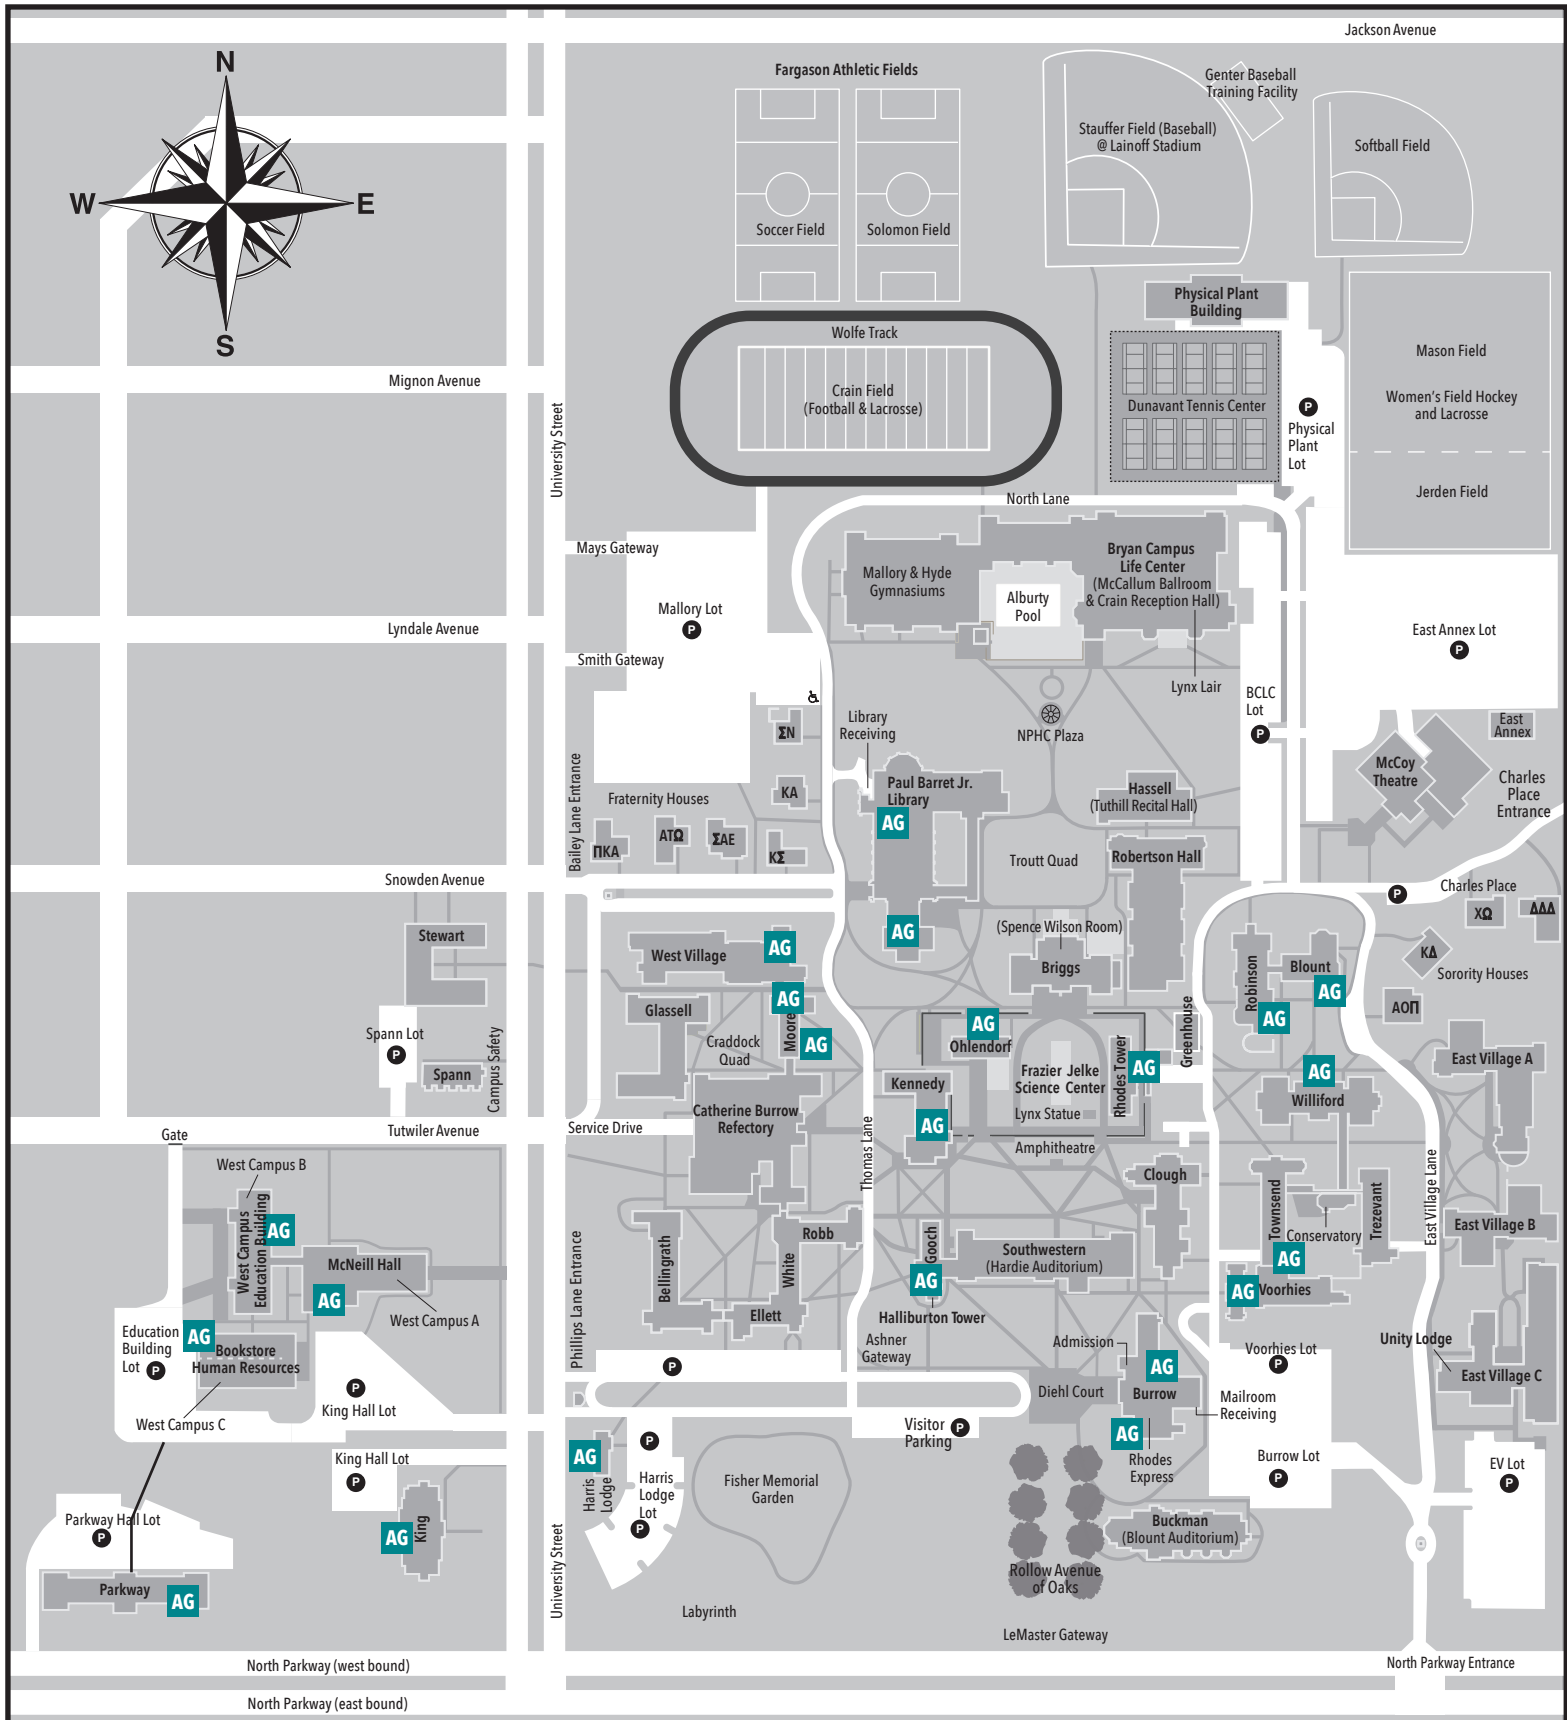 Jackson Avenue
N
W
E
S
Fargason Athletic Fields
Genter Baseball
Training Facility
Stauffer Field (Baseball)
@ Lainoff Stadium
Softball Field
Soccer Field
Solomon Field
Physical Plant
Building
Wolfe Track
Crain Field
(Football & Lacrosse)
Mignon Avenue
University Street
Dunavant Tennis Center
P
Physical
Plant
Lot
Mason Field
Women's Field Hockey
and Lacrosse
Jerden Field
North Lane
Mays Gateway
Mallory & Hyde
Gymnasiums
Bryan Campus
Life Center
(McCallum Ballroom
& Crain Reception Hall)
Alburty
Pool
Mallory Lot
P
Lyndale Avenue
Smith Gateway
East Annex Lot
P
Lynx Lair
BCLC
Lot
P
Library
Receiving
NPHC Plaza
ΣN
East
Annex
McCoy
Theatre
Charles
Place
Entrance
Bailey Lane Entrance
Fraternity Houses
KA
Paul Barret Jr.
Library
AG
Hassell
(Tuthill Recital Hall)
ΠKA
ATΩ
ΣAE
KΣ
Troutt Quad
Robertson Hall
Snowden Avenue
P
Charles Place
XΩ
ΔΔΔ
KΔ
Sorority Houses
AOΠ
Stewart
West Village
AG
AG
(Spence Wilson Room)
Briggs
Robinson
Blount
AG
AG
Glassell
AG
Moore
AG
Craddock
Quad
AG
Ohlendorf
Greenhouse
Spann Lot
P
Spann
Campus Safety
Kennedy
AG
Frazier Jelke
Science Center
Rhodes Tower
AG
AG
Williford
East Village A
Catherine Burrow
Refectory
Lynx Statue
Amphitheatre
Thomas Lane
Gate
Tutwiler Avenue
Service Drive
West Campus B
West Campus
Education Building
AG
McNeill Hall
AG
West Campus A
Clough
Townsend
AG
Conservatory
Trezevant
East Village Lane
East Village B
Bellingrath
Robb
White
Ellett
Gooch
AG
Southwestern
(Hardie Auditorium)
Halliburton Tower
AG
Voorhies
Phillips Lane Entrance
Education
Building
Lot
P
AG
Bookstore
Human Resources
West Campus C
P
King Hall Lot
P
Ashner
Gateway
Admission
AG
Burrow
Diehl Court
Voorhies Lot
P
Unity Lodge
East Village C
Mailroom
Receiving
Visitor
Parking
P
AG
Rhodes
Express
King Hall Lot
P
AG
Harris
Lodge
P
Harris
Lodge
Lot
P
Fisher Memorial
Garden
Burrow Lot
P
EV Lot
P
Parkway Hall Lot
P
AG
King
Buckman
(Blount Auditorium)
Rollow Avenue
of Oaks
Parkway
AG
University Street
Labyrinth
LeMaster Gateway
North Parkway (west bound)
North Parkway Entrance
North Parkway (east bound)